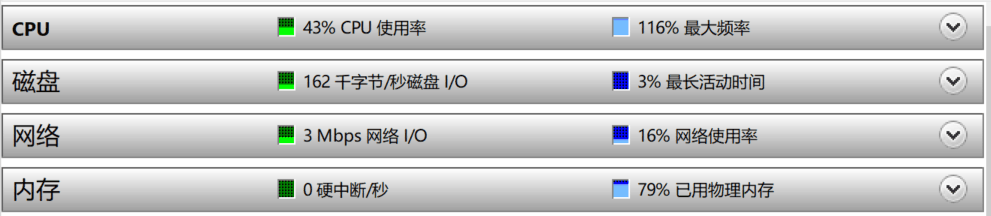 CPU 43% CPU 使用率 116% 最大频率
磁盘 162 千字节/秒磁盘 I/O 3% 最长活动时间
网络 3 Mbps 网络 I/O 16% 网络使用率
内存 0 硬中断/秒 79% 已用物理内存